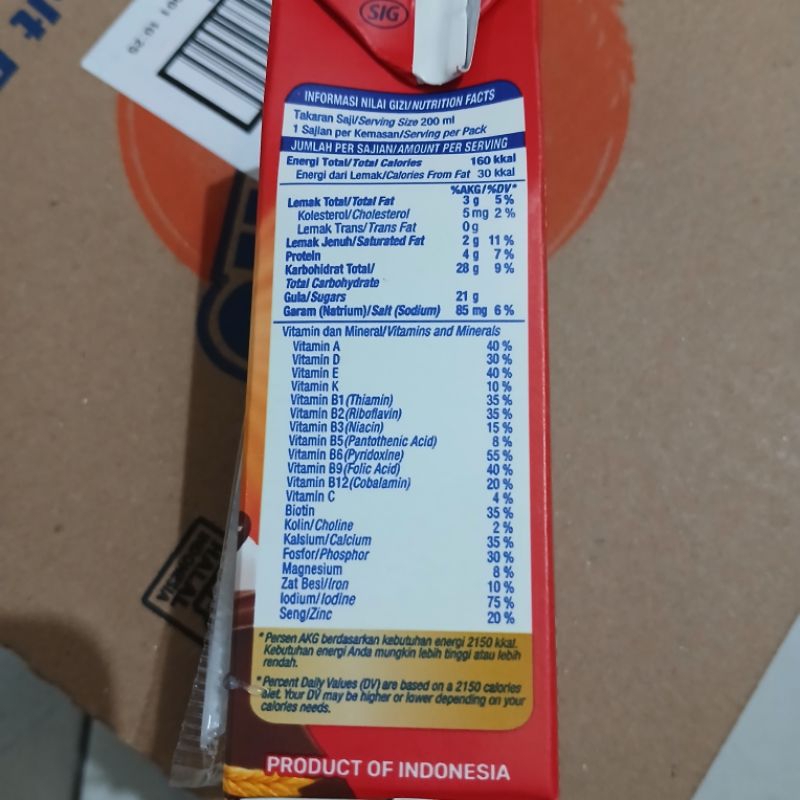 SIG
INFORMASI NILAI GIZI/NUTRITION FACTS
Takaran Saji/Serving Size 200 ml
1 Sajian per Kemasan/Serving per Pack
JUMLAH PER SAJIAN/AMOUNT PER SERVING
Energi Total/Total Calories 160 kkal
Energi dari Lemak/Calories From Fat 30 kkal
%AKG/%DV*
Lemak Total/Total Fat 3 g 5 %
Kolesterol/Cholesterol 5 mg 2 %
Lemak Trans/Trans Fat 0 g
Lemak Jenuh/Saturated Fat 2 g 11 %
Protein 4 g 7 %
Karbohidrat Total/ 28 g 9 %
Total Carbohydrate
Gula/Sugars 21 g
Garam (Natrium)/Salt (Sodium) 85 mg 6 %
Vitamin dan Mineral/Vitamins and Minerals
Vitamin A 40 %
Vitamin D 30 %
Vitamin E 40 %
Vitamin K 10 %
Vitamin B1 (Thiamin) 35 %
Vitamin B2 (Riboflavin) 35 %
Vitamin B3 (Niacin) 15 %
Vitamin B5 (Pantothenic Acid) 8 %
Vitamin B6 (Pyridoxine) 55 %
Vitamin B9 (Folic Acid) 40 %
Vitamin B12 (Cobalamin) 20 %
Vitamin C 4 %
Biotin 35 %
Kolin/Choline 2 %
Kalsium/Calcium 35 %
Fosfor/Phosphor 30 %
Magnesium 8 %
Zat Besi/Iron 10 %
Iodium/Iodine 75 %
Seng/Zinc 20 %
* Persen AKG berdasarkan kebutuhan energi 2150 kkal.
Kebutuhan energi Anda mungkin lebih tinggi atau lebih
rendah.
* Percent Daily Values (DV) are based on a 2150 calories
diet. Your DV may be higher or lower depending on your
calories needs.
PRODUCT OF INDONESIA
HALAL
INDONESIA